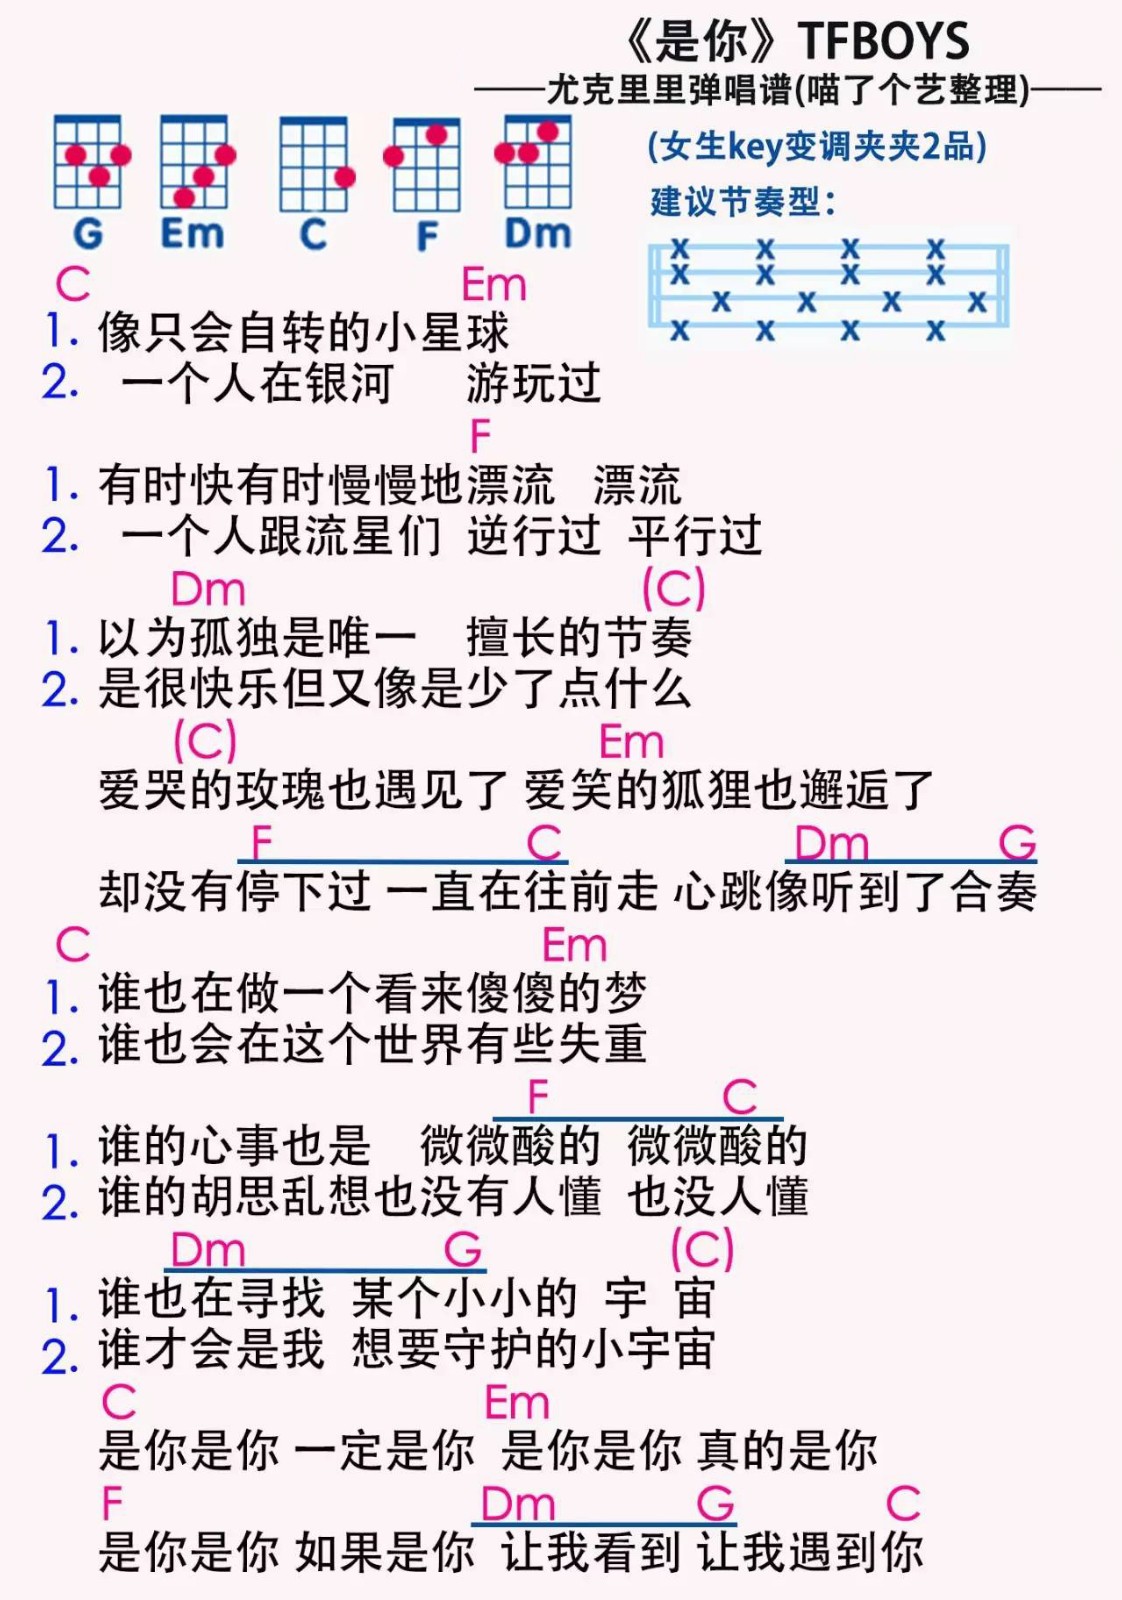 《是你》TFBOYS
——尤克里里弹唱谱(喵了个艺整理)——
(女生key变调夹夹2品)
建议节奏型：
G Em C F Dm
X X X X
X X X X
X X X X
X X X X
C Em
1. 像只会自转的小星球
2. 一个人在银河 游玩过
F
1. 有时快有时慢慢地漂流 漂流
2. 一个人跟流星们 逆行过 平行过
Dm (C)
1. 以为孤独是唯一 擅长的节奏
2. 是很快乐但又像是少了点什么
(C) Em
爱哭的玫瑰也遇见了 爱笑的狐狸也邂逅了
F C Dm G
却没有停下过 一直在往前走 心跳像听到了合奏
C Em
1. 谁也在做一个看来傻傻的梦
2. 谁也会在这个世界有些失重
F C
1. 谁的心事也是 微微酸的 微微酸的
2. 谁的胡思乱想也没有人懂 也没人懂
Dm G (C)
1. 谁也在寻找 某个小小的 宇 宙
2. 谁才会是我 想要守护的小宇宙
C Em
是你是你 一定是你 是你是你 真的是你
F Dm G C
是你是你 如果是你 让我看到 让我遇到你